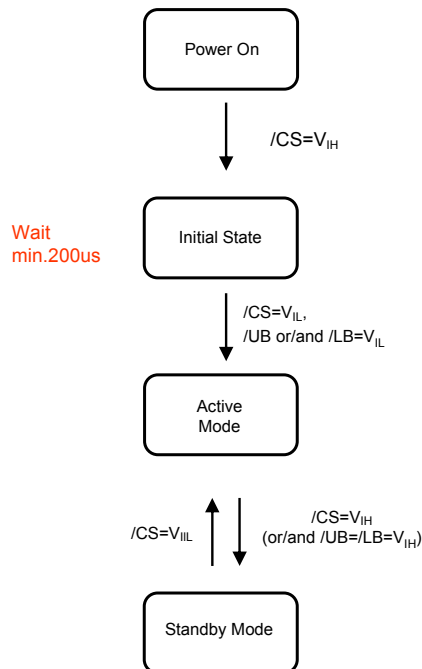 Power On
/CS=VIH
Wait
min.200us
Initial State
/CS=VIL,
/UB or/and /LB=VIL
Active
Mode
/CS=VIIL
/CS=VIH
(or/and /UB=/LB=VIH)
Standby Mode